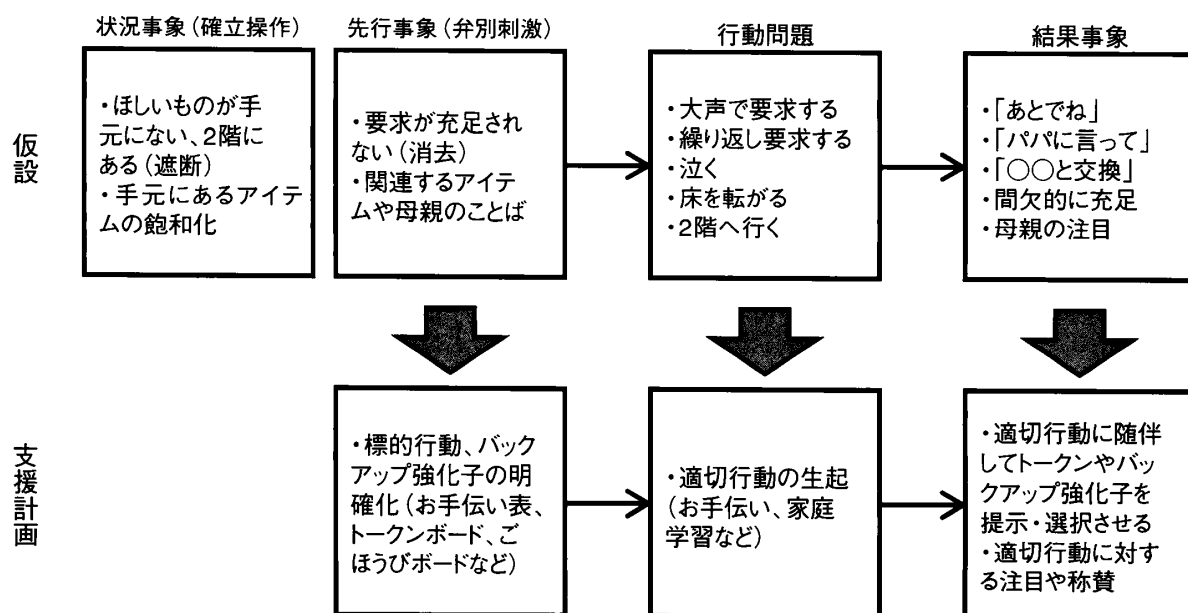 状況事象(確立操作)
先行事象(弁別刺激)
行動問題
結果事象
仮設
・ほしいものが手
元にない、2階に
ある(遮断)
・手元にあるアイテ
ムの飽和化
・要求が充足され
ない(消去)
・関連するアイテ
ムや母親のことば
・大声で要求する
・繰り返し要求する
・泣く
・床を転がる
・2階へ行く
・「あとでね」
・「パパに言って」
・「〇〇と交換」
・間欠的に充足
・母親の注目
支援計画
・標的行動、バック
アップ強化子の明
確化(お手伝い表、
トークンボード、ご
ほうびボードなど)
・適切行動の生起
(お手伝い、家庭
学習など)
・適切行動に随伴
してトークンやバッ
クアップ強化子を
提示・選択させる
・適切行動に対す
る注目や称賛